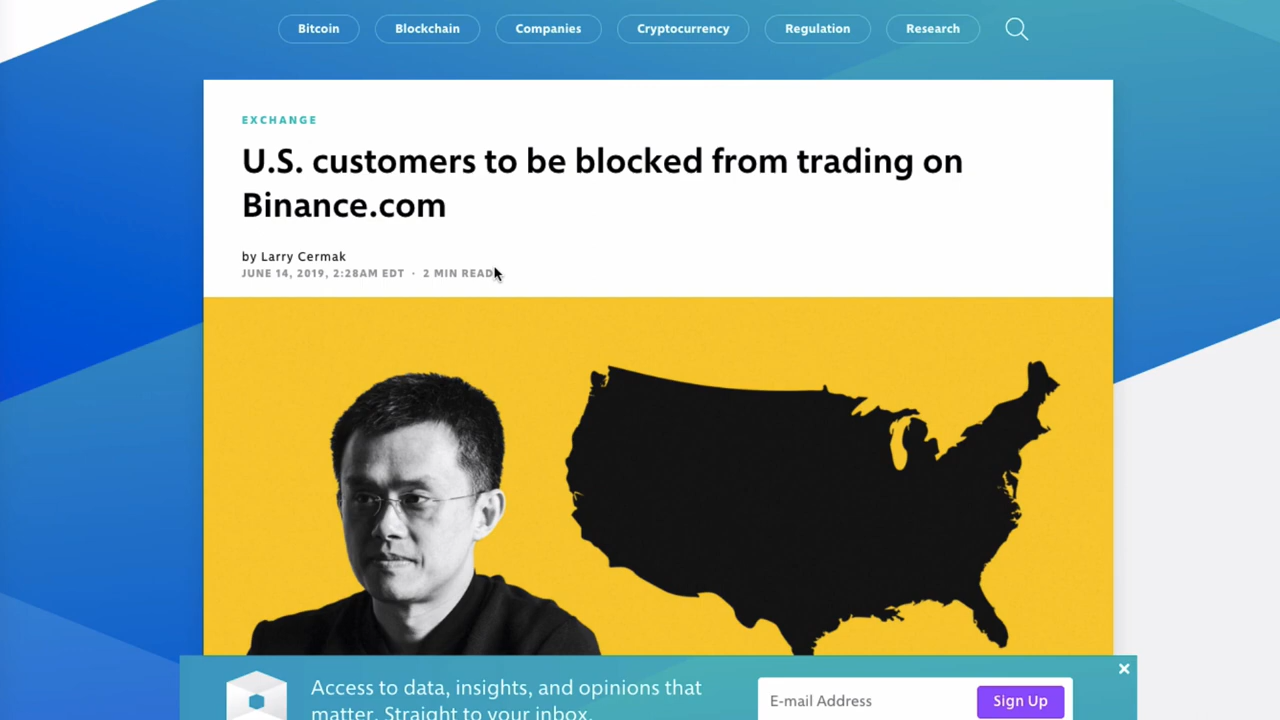 Bitcoin
Blockchain
Companies
Cryptocurrency
Regulation
Research
EXCHANGE
U.S. customers to be blocked from trading on
Binance.com
by Larry Cermak
JUNE 14, 2019, 2:28AM EDT · 2 MIN READ
Access to data, insights, and opinions that
matter. Straight to your inbox.
E-mail Address
Sign Up